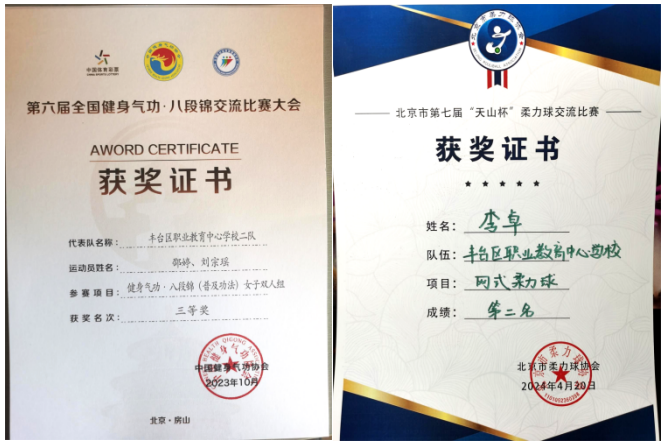 中国体育彩票
第六届全国健身气功·八段锦交流比赛大会
AWORD CERTIFICATE
获奖证书
代表队名称：丰台区职业教育中心学校二队
运动员姓名：邵婷、刘宗瑶
参赛项目：健身气功·八段锦（普及功法）女子双人组
获奖名次：三等奖
中国健身气功协会
2023年10月
北京·房山
北京市柔力球协会
北京市第七届“天山杯”柔力球交流比赛
获奖证书
姓名：李卓
队伍：丰台区职业教育中心学校
项目：网式柔力球
成绩：第二名
北京市柔力球协会
2024年4月20日